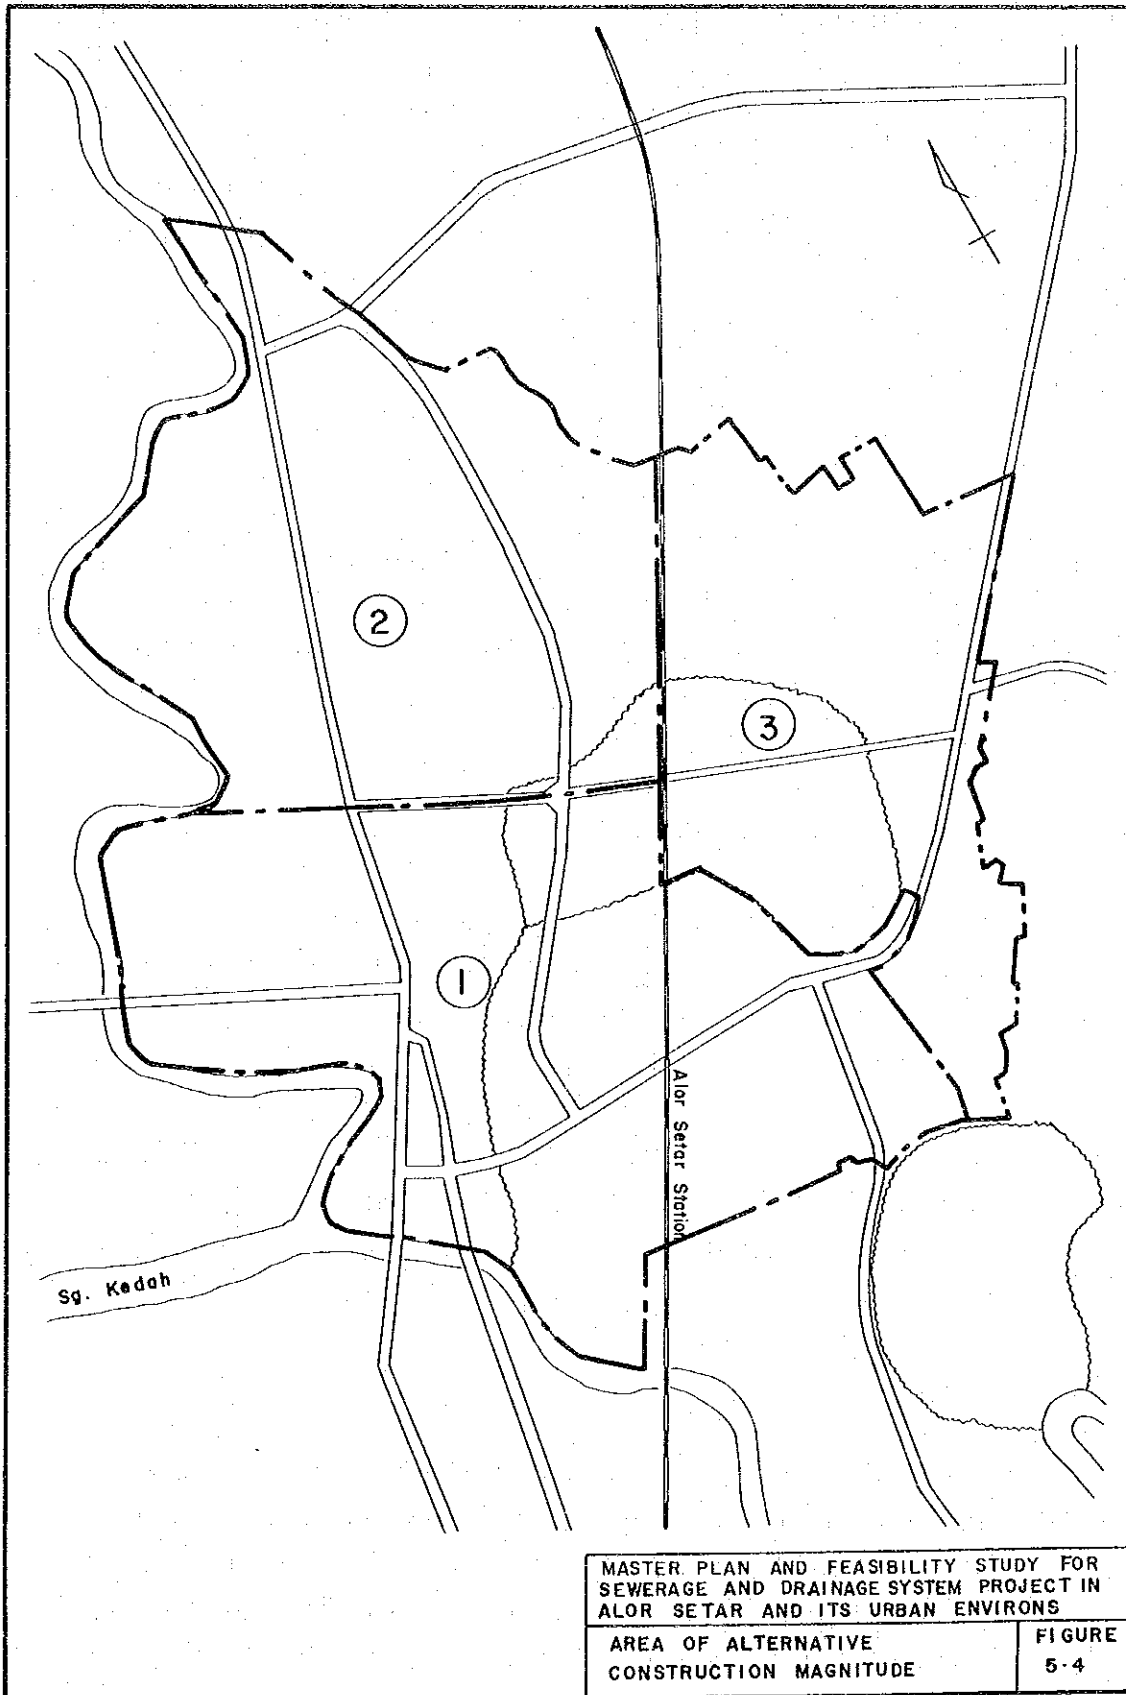 2
3
1
Alor Setar Station
Sg. Kedah
MASTER PLAN AND FEASIBILITY STUDY FOR
SEWERAGE AND DRAINAGE SYSTEM PROJECT IN
ALOR SETAR AND ITS URBAN ENVIRONS
AREA OF ALTERNATIVE
CONSTRUCTION MAGNITUDE
FIGURE
5-4